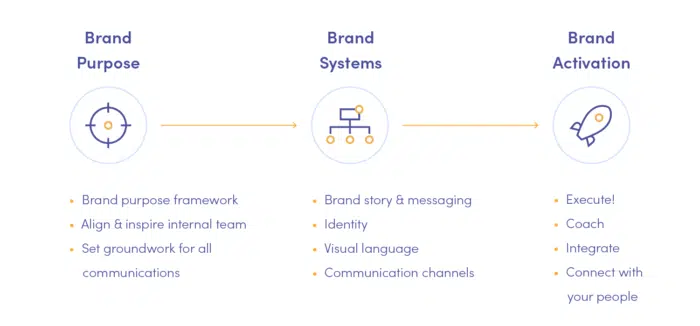 Brand
Purpose
Brand purpose framework
Align & inspire internal team
Set groundwork for all
communications
Brand
Systems
Brand story & messaging
Identity
Visual language
Communication channels
Brand
Activation
Execute!
Coach
Integrate
Connect with
your people